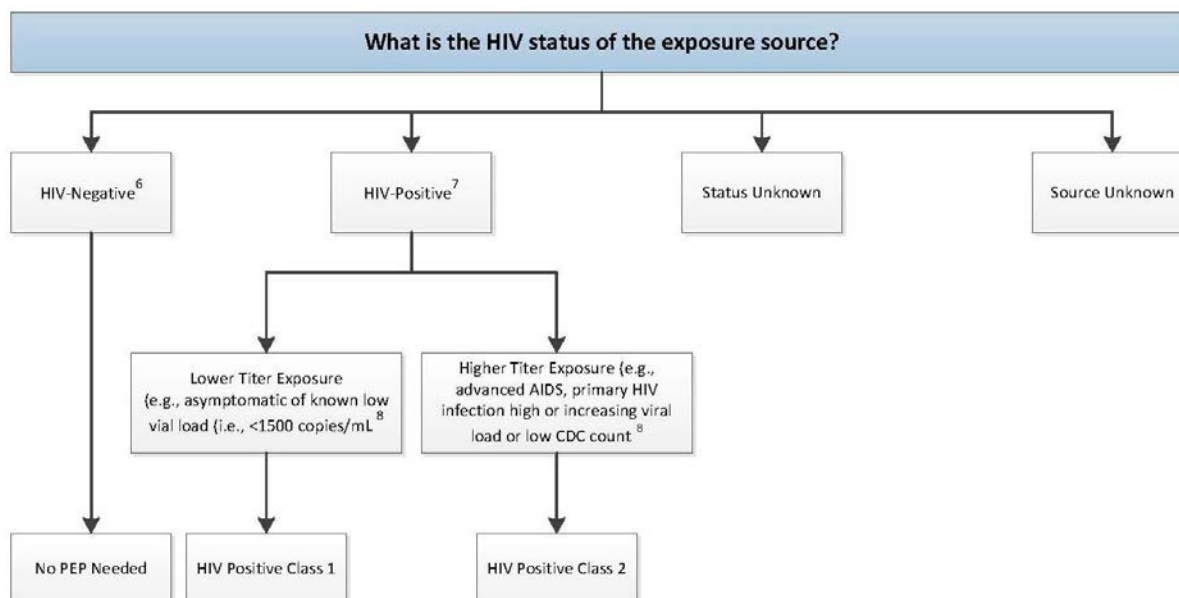 What is the HIV status of the exposure source?
HIV-Negative6
HIV-Positive7
Status Unknown
Source Unknown
Lower Titer Exposure
(e.g., asymptomatic of known low
vial load (i.e., <1500 copies/mL 8
Higher Titer Exposure (e.g.,
advanced AIDS, primary HIV
infection high or increasing viral
load or low CDC count 8
No PEP Needed
HIV Positive Class 1
HIV Positive Class 2